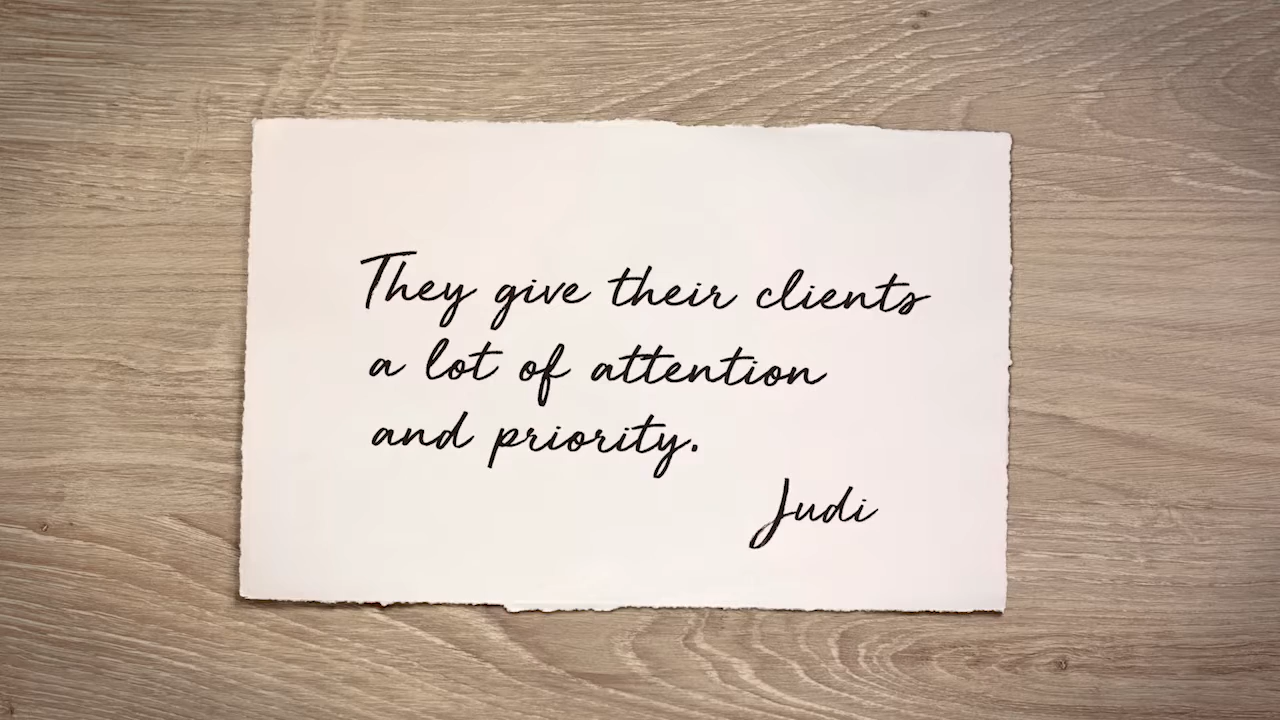 They give their clients
a lot of attention
and priority.
Judi